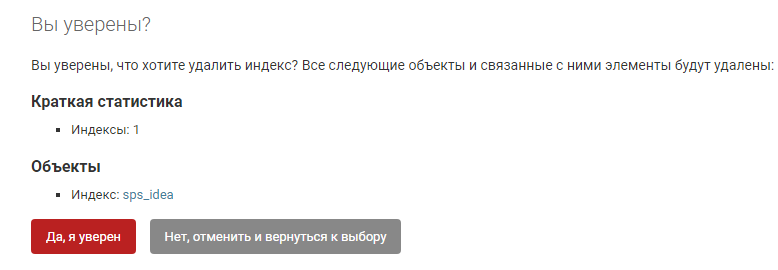 Вы уверены?
Вы уверены, что хотите удалить индекс? Все следующие объекты и связанные с ними элементы будут удалены:
Краткая статистика
Индексы: 1
Объекты
Индекс: sps_idea
Да, я уверен Нет, отменить и вернуться к выбору